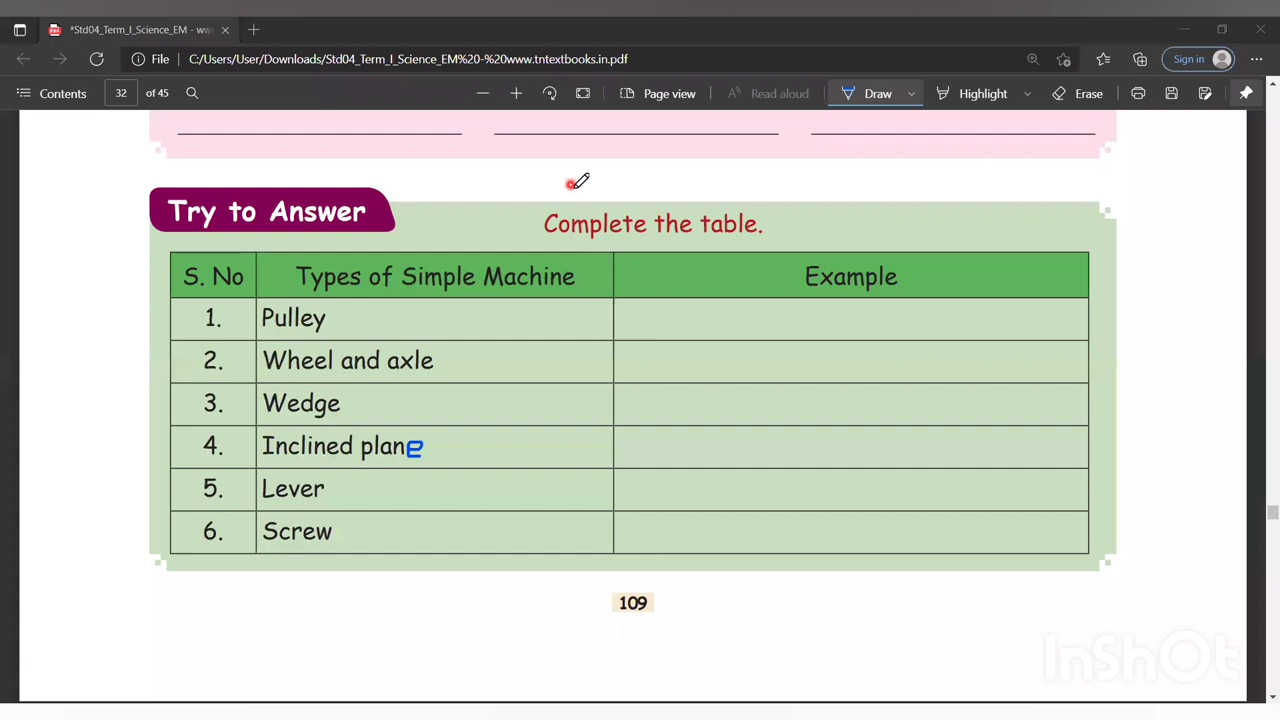 *Std04_Term_I_Science_EM - ww
File C:/Users/User/Downloads/Std04_Term_I_Science_EM%20-%20www.tntextbooks.in.pdf Sign in
Contents 32 of 45 Page view Read aloud Draw Highlight Erase
Try to Answer
Complete the table.
S. No Types of Simple Machine Example
1. Pulley
2. Wheel and axle
3. Wedge
4. Inclined plane
5. Lever
6. Screw
109
InShOt